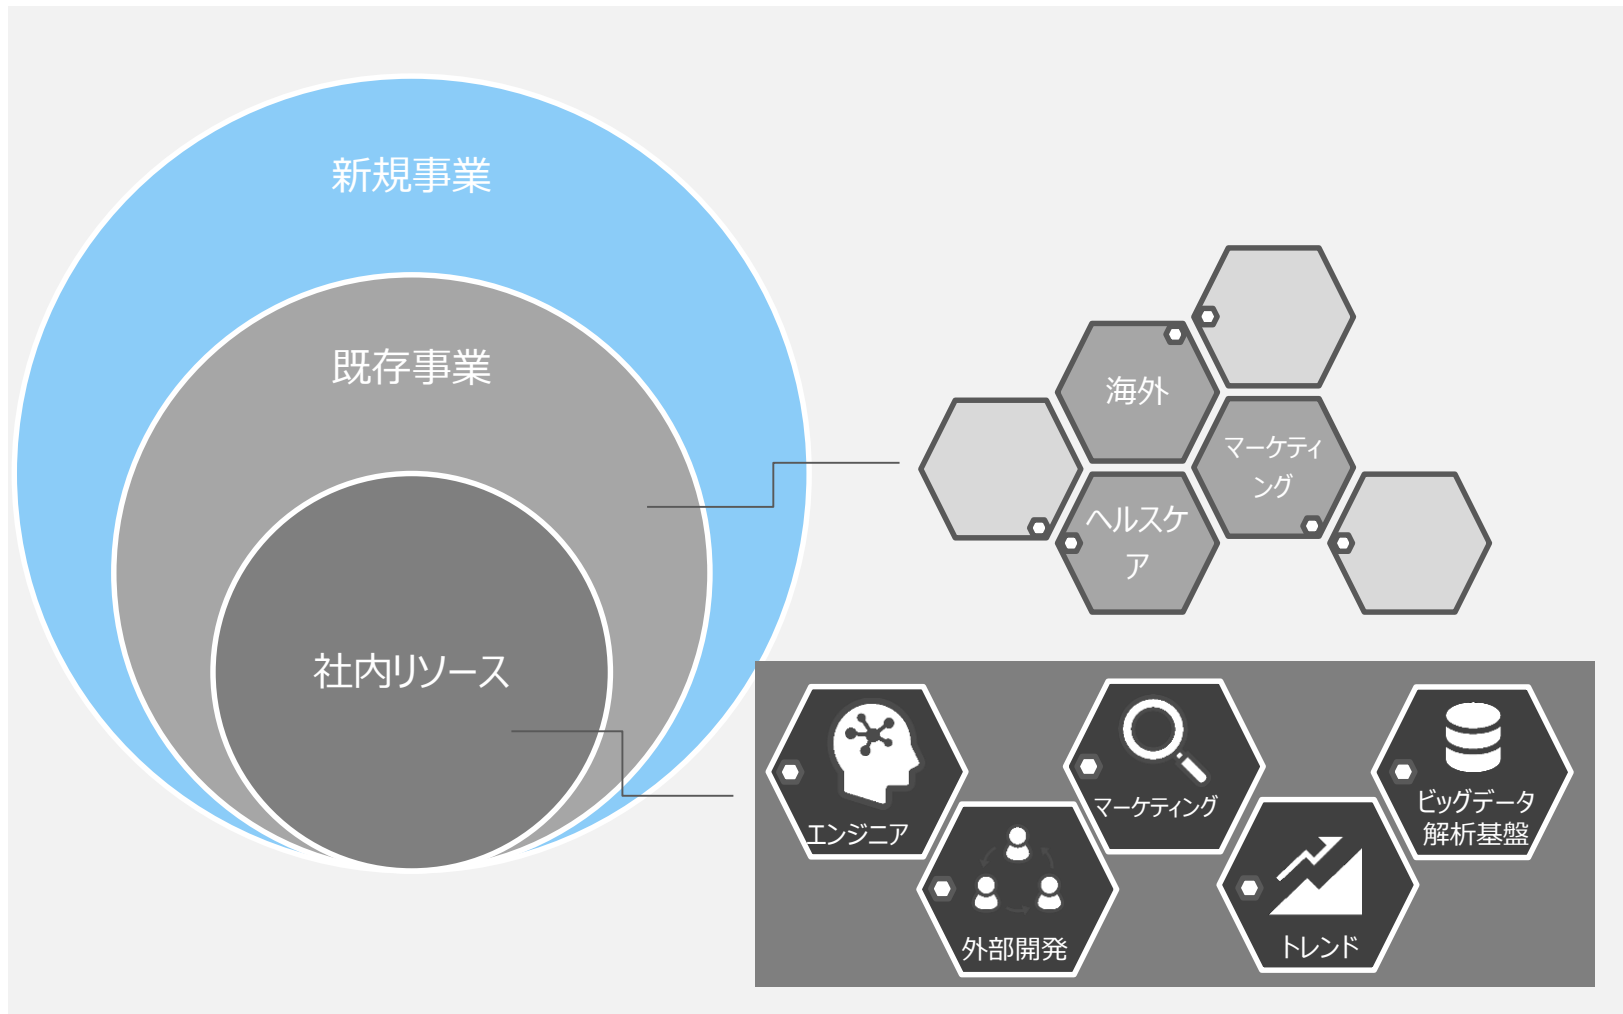 新規事業
既存事業
社内リソース
海外
マーケティ
ング
ヘルスケ
ア
エンジニア
外部開発
マーケティング
トレンド
ビッグデータ
解析基盤